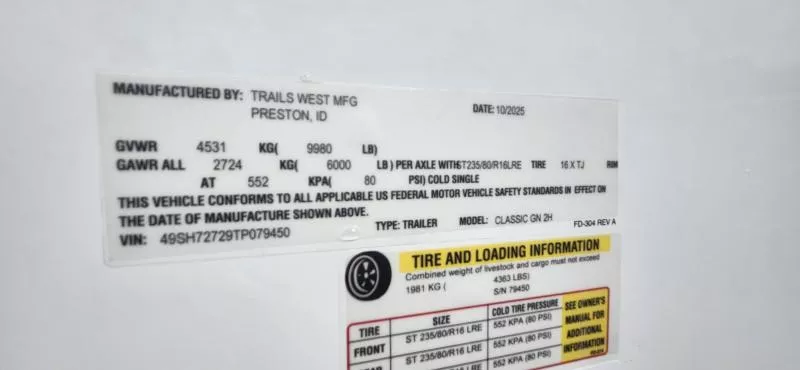 MANUFACTURED BY: TRAILS WEST MFG DATE: 10/2025
PRESTON, ID
GVWR 4531 KG( 9980 LB)
GAWR ALL 2724 KG( 6000 LB ) PER AXLE WITH ST235/80/R16LRE TIRE 16 X TJ RIM
AT 552 KPA( 80 PSI) COLD SINGLE
THIS VEHICLE CONFORMS TO ALL APPLICABLE US FEDERAL MOTOR VEHICLE SAFETY STANDARDS IN EFFECT ON
THE DATE OF MANUFACTURE SHOWN ABOVE.
VIN: 49SH72729TP079450 TYPE: TRAILER MODEL: CLASSIC GN 2H FD-304 REV A
TIRE AND LOADING INFORMATION
Combined weight of livestock and cargo must not exceed
1981 KG ( 4363 LBS)
S/N 79450
TIRE SIZE COLD TIRE PRESSURE SEE OWNER'S
MANUAL FOR
ADDITIONAL
INFORMATION
FRONT ST 235/80/R16 LRE 552 KPA (80 PSI)
ST 235/80/R16 LRE 552 KPA (80 PSI)
552 KPA (80 PSI)